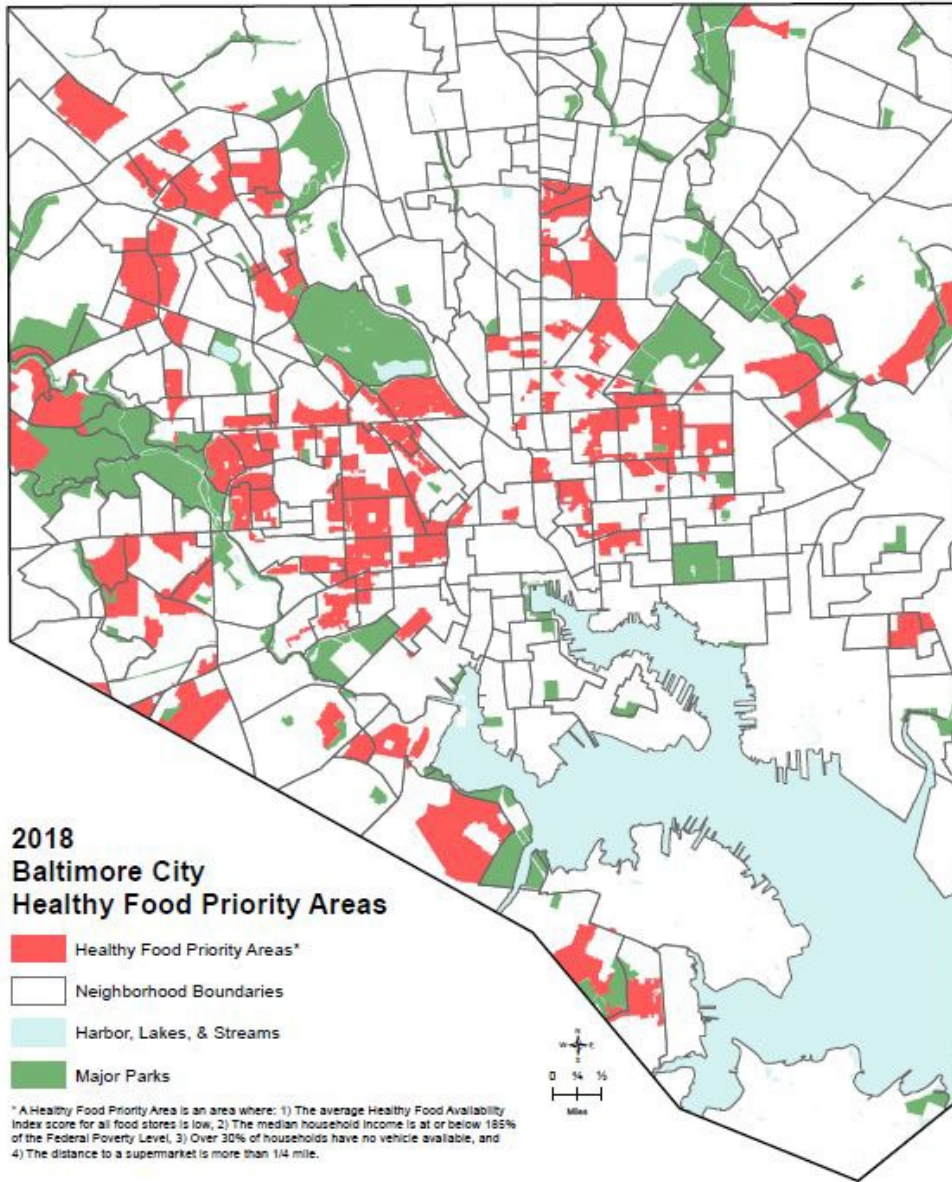 2018
Baltimore City
Healthy Food Priority Areas
Healthy Food Priority Areas*
Neighborhood Boundaries
Harbor, Lakes, & Streams
Major Parks
N
W E
S
0 ¼ ½
Miles
* A Healthy Food Priority Area is an area where: 1) The average Healthy Food Availability
Index score for all food stores is low, 2) The median household income is at or below 185%
of the Federal Poverty Level, 3) Over 30% of households have no vehicle available, and
4) The distance to a supermarket is more than 1/4 mile.